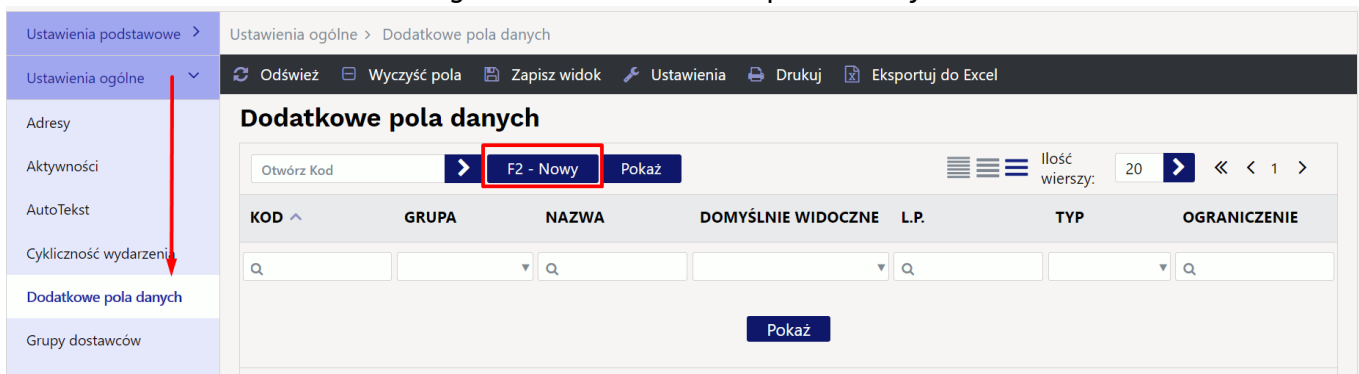 Ustawienia podstawowe >
Ustawienia ogólne > Dodatkowe pola danych
Ustawienia ogólne
Odśwież Wyczyść pola Zapisz widok Ustawienia Drukuj Eksportuj do Excel
Adresy
Aktywności
AutoTekst
Cykliczność wydarzenia
Dodatkowe pola danych
Grupy dostawców
Dodatkowe pola danych
Otwórz Kod
F2 - Nowy
Pokaż
Ilość
wierszy:
20
« < 1 >
KOD GRUPA NAZWA DOMYŚLNIE WIDOCZNE L.P. TYP OGRANICZENIE
Pokaż